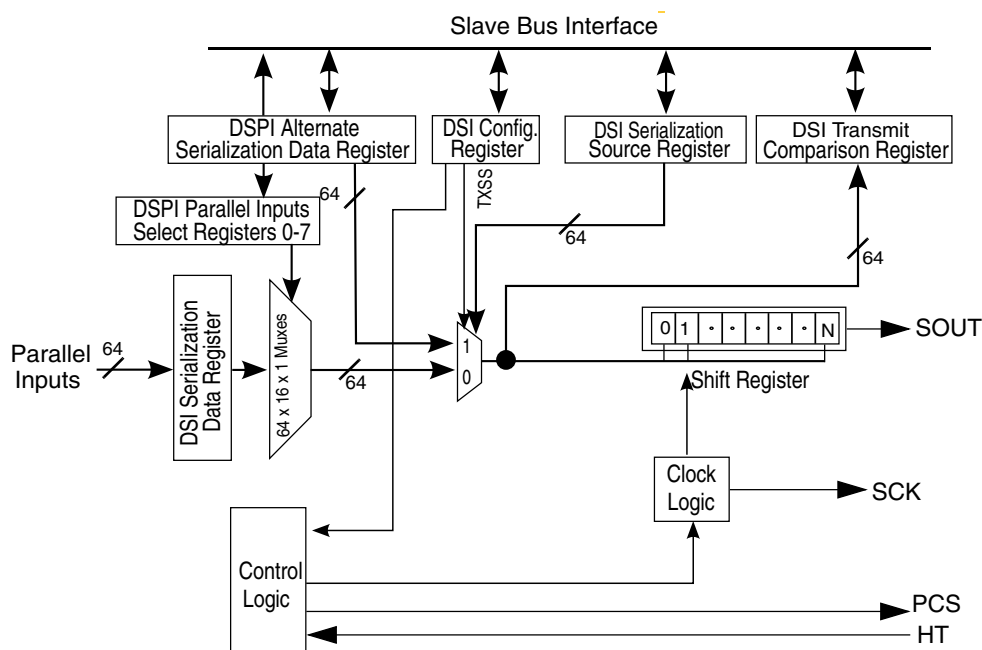 Slave Bus Interface
DSPI Alternate
Serialization Data Register
DSI Config.
Register
DSI Serialization
Source Register
DSI Transmit
Comparison Register
64
TXSS
DSPI Parallel Inputs
Select Registers 0-7
64
64
DSI Serialization
Data Register
64 x 16 x 1 Muxes
0 1 - - - - - N
SOUT
Parallel
Inputs
64
64
1
0
Shift Register
Clock
Logic
SCK
Control
Logic
PCS
HT